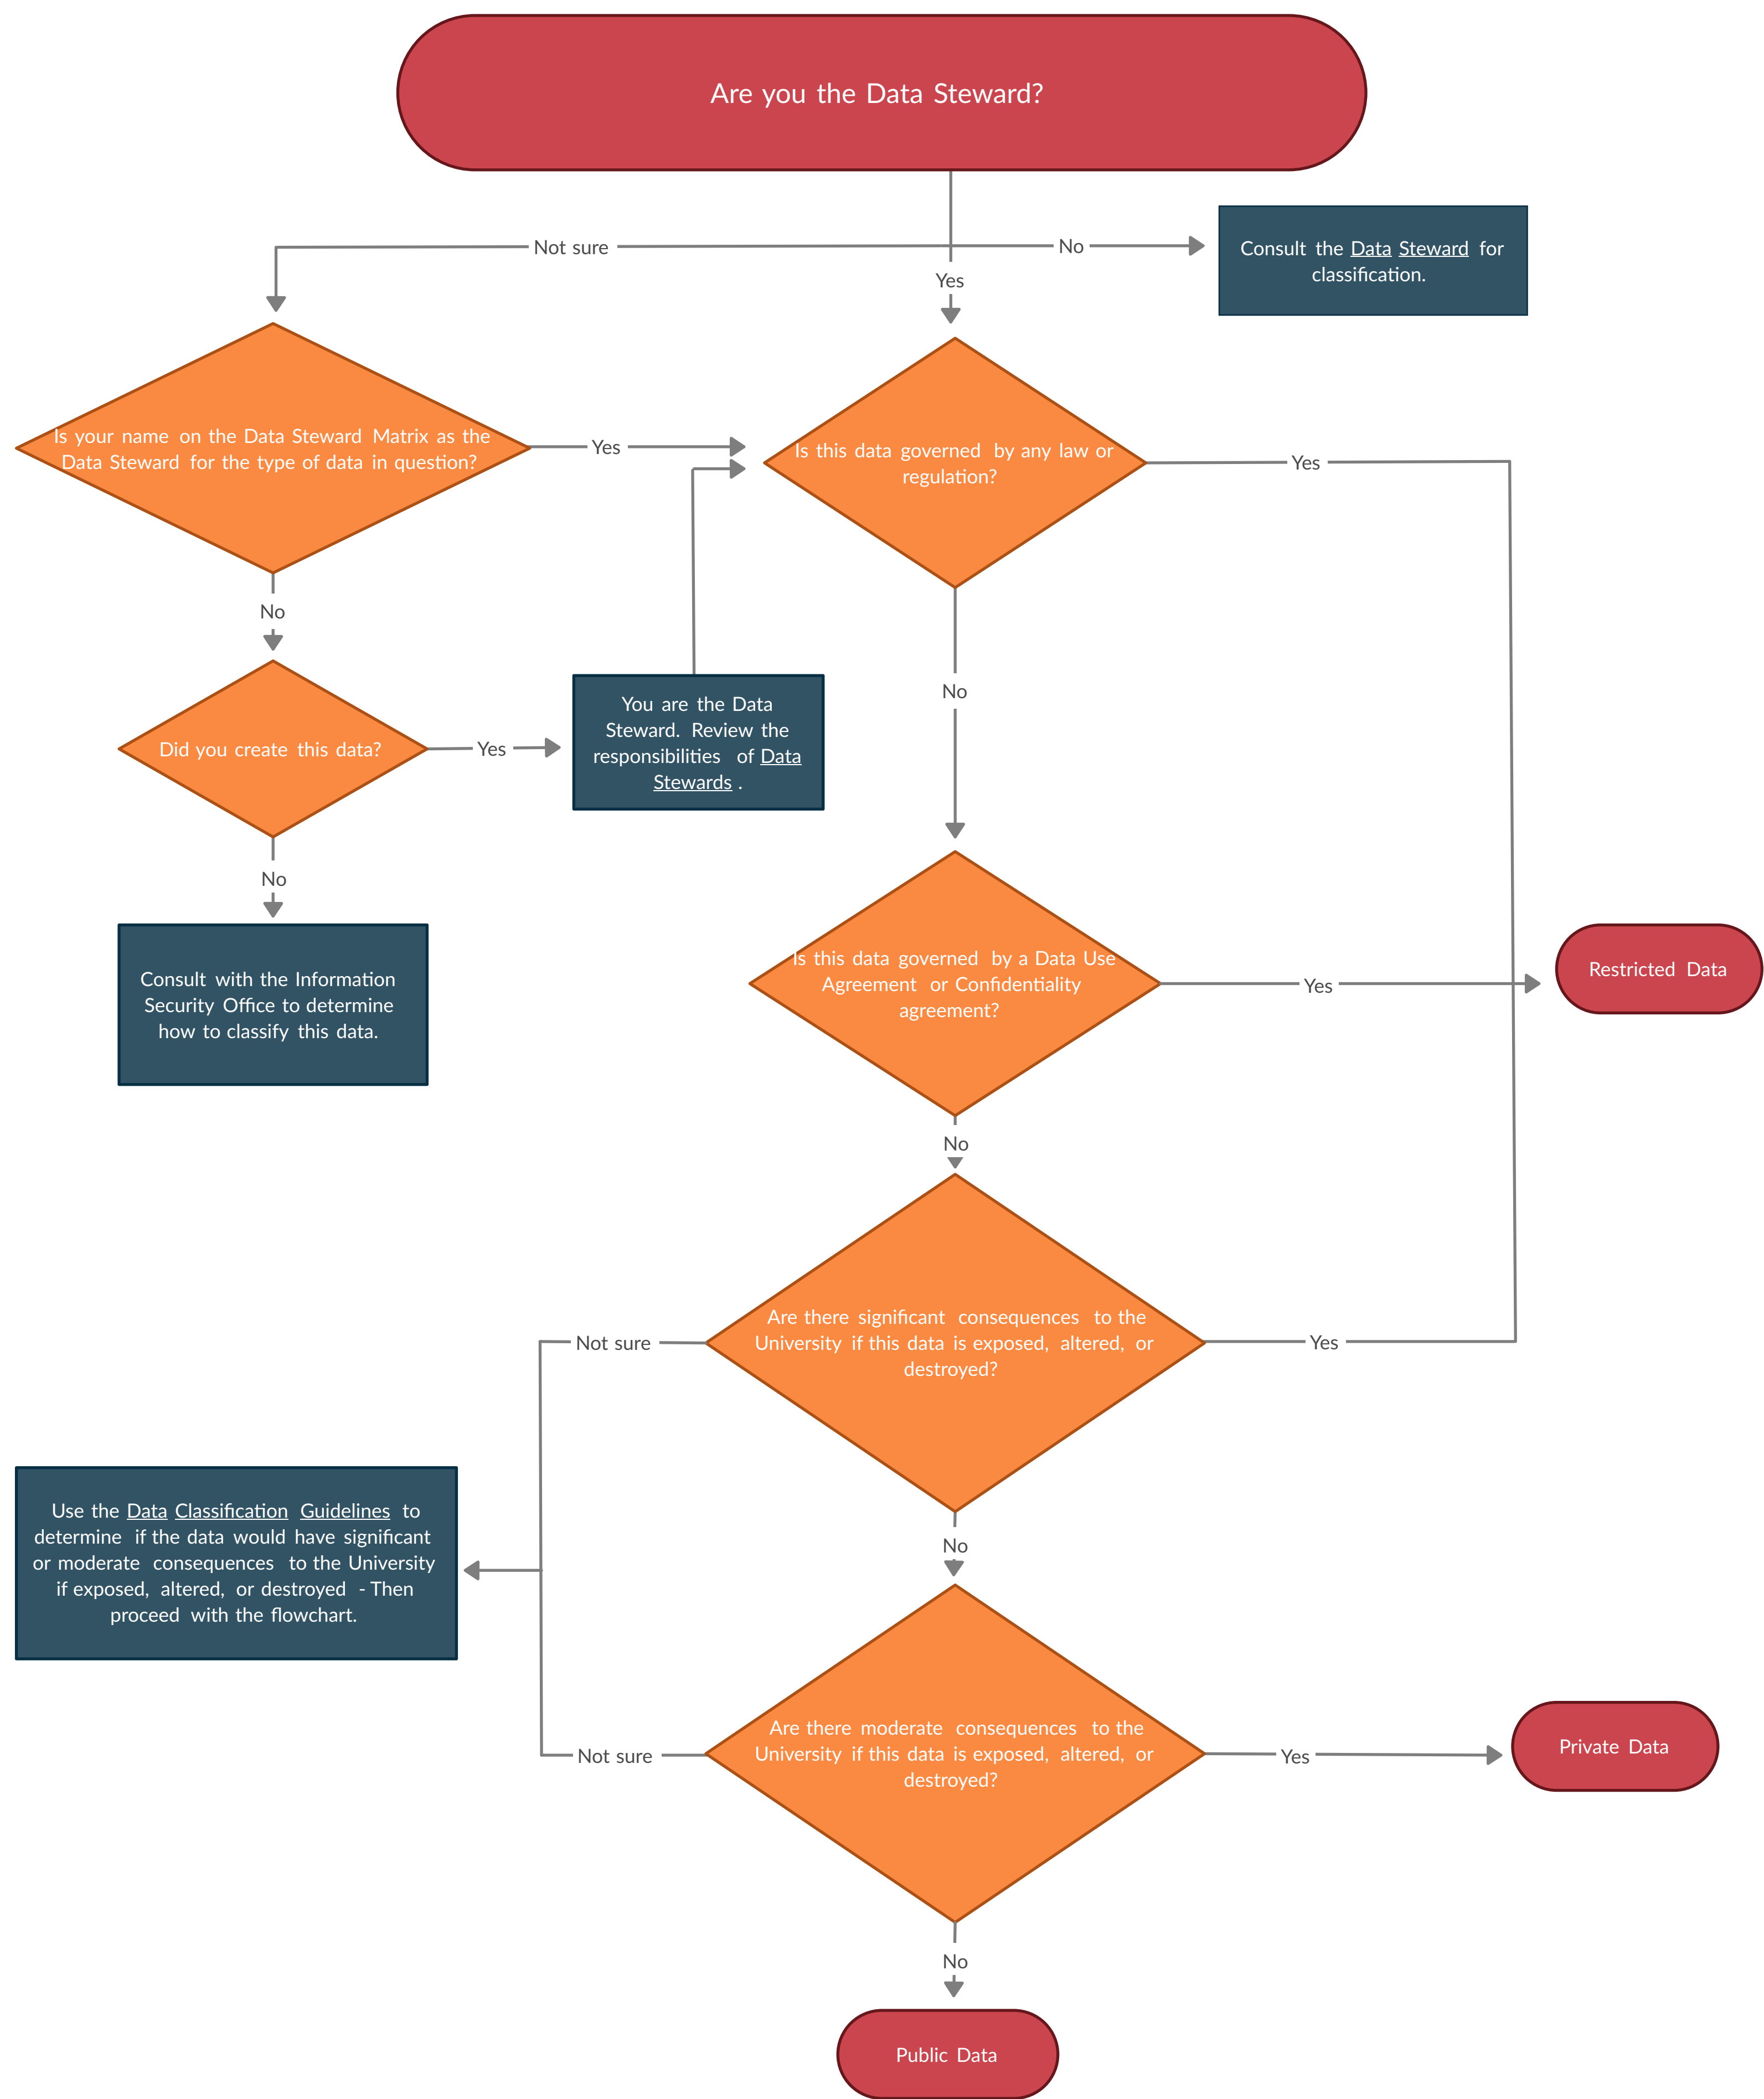 Are you the Data Steward?
Not sure
No
Consult the Data Steward for
classification.
Yes
Is your name on the Data Steward Matrix as the
Data Steward for the type of data in question?
Yes
Is this data governed by any law or
regulation?
Yes
No
No
Did you create this data?
Yes
You are the Data
Steward. Review the
responsibilities of Data
Stewards .
No
Consult with the Information
Security Office to determine
how to classify this data.
Is this data governed by a Data Use
Agreement or Confidentiality
agreement?
Yes
Restricted Data
No
Are there significant consequences to the
University if this data is exposed, altered, or
destroyed?
Not sure
Yes
Use the Data Classification Guidelines to
determine if the data would have significant
or moderate consequences to the University
if exposed, altered, or destroyed - Then
proceed with the flowchart.
No
Are there moderate consequences to the
University if this data is exposed, altered, or
destroyed?
Not sure
Yes
Private Data
No
Public Data